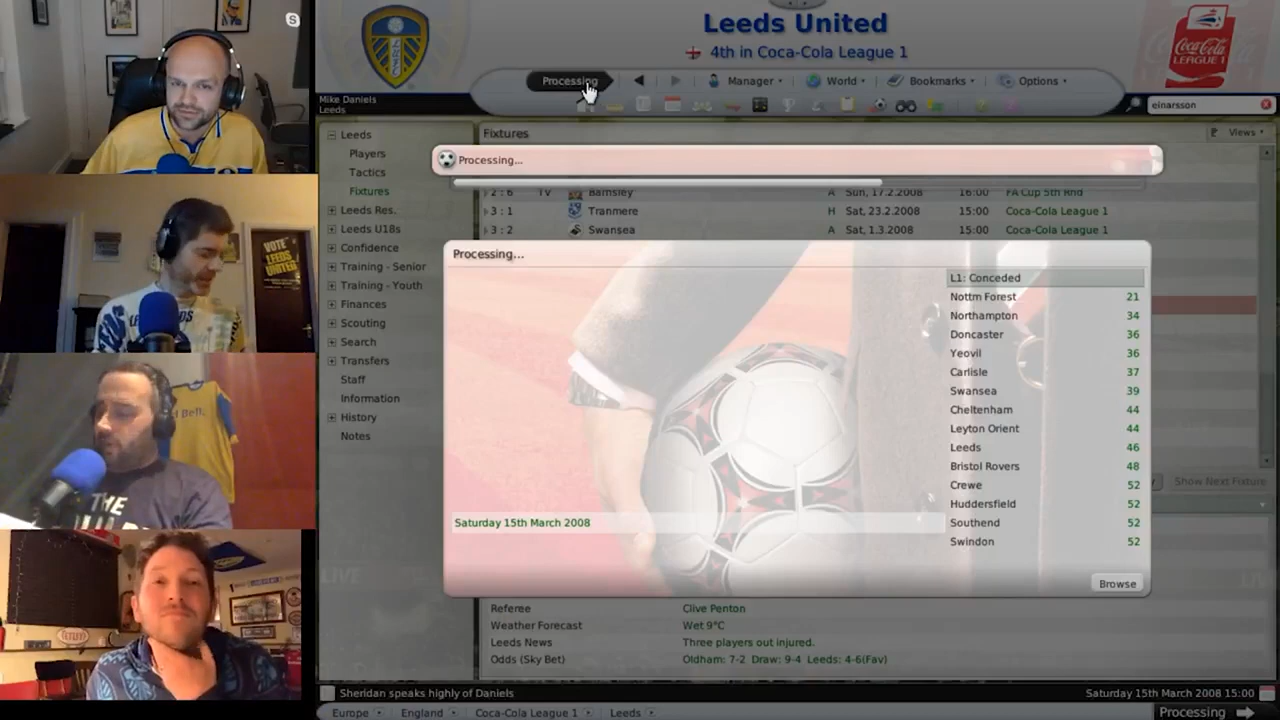 Leeds United
4th in Coca-Cola League 1
Processing
Manager
World
Bookmarks
Options
Mike Daniels
Leeds
einarsson
Leeds
Players
Tactics
Fixtures
Leeds Res.
Leeds U18s
Confidence
Training - Senior
Training - Youth
Finances
Scouting
Search
Transfers
Staff
Information
History
Notes
Fixtures
Views
Processing...
2 : 6 TV Barnsley A Sun, 17.2.2008 16:00 FA Cup 5th Rnd
3 : 1 Tranmere H Sat, 23.2.2008 15:00 Coca-Cola League 1
3 : 2 Swansea A Sat, 1.3.2008 15:00 Coca-Cola League 1
Processing...
L1: Conceded
Nottm Forest 21
Northampton 34
Doncaster 36
Yeovil 36
Carlisle 37
Swansea 39
Cheltenham 44
Leyton Orient 44
Leeds 46
Bristol Rovers 48
Crewe 52
Huddersfield 52
Southend 52
Swindon 52
Saturday 15th March 2008
Browse
Show Next Fixture
Referee Clive Penton
Weather Forecast Wet 9°C
Leeds News Three players out injured.
Odds (Sky Bet) Oldham: 7-2 Draw: 9-4 Leeds: 4-6(Fav)
Sheridan speaks highly of Daniels
Saturday 15th March 2008 15:00
Europe England Coca-Cola League 1 Leeds
Processing
VOTE
LEEDS
UNITED
THE
Coca-Cola
LEAGUE 1